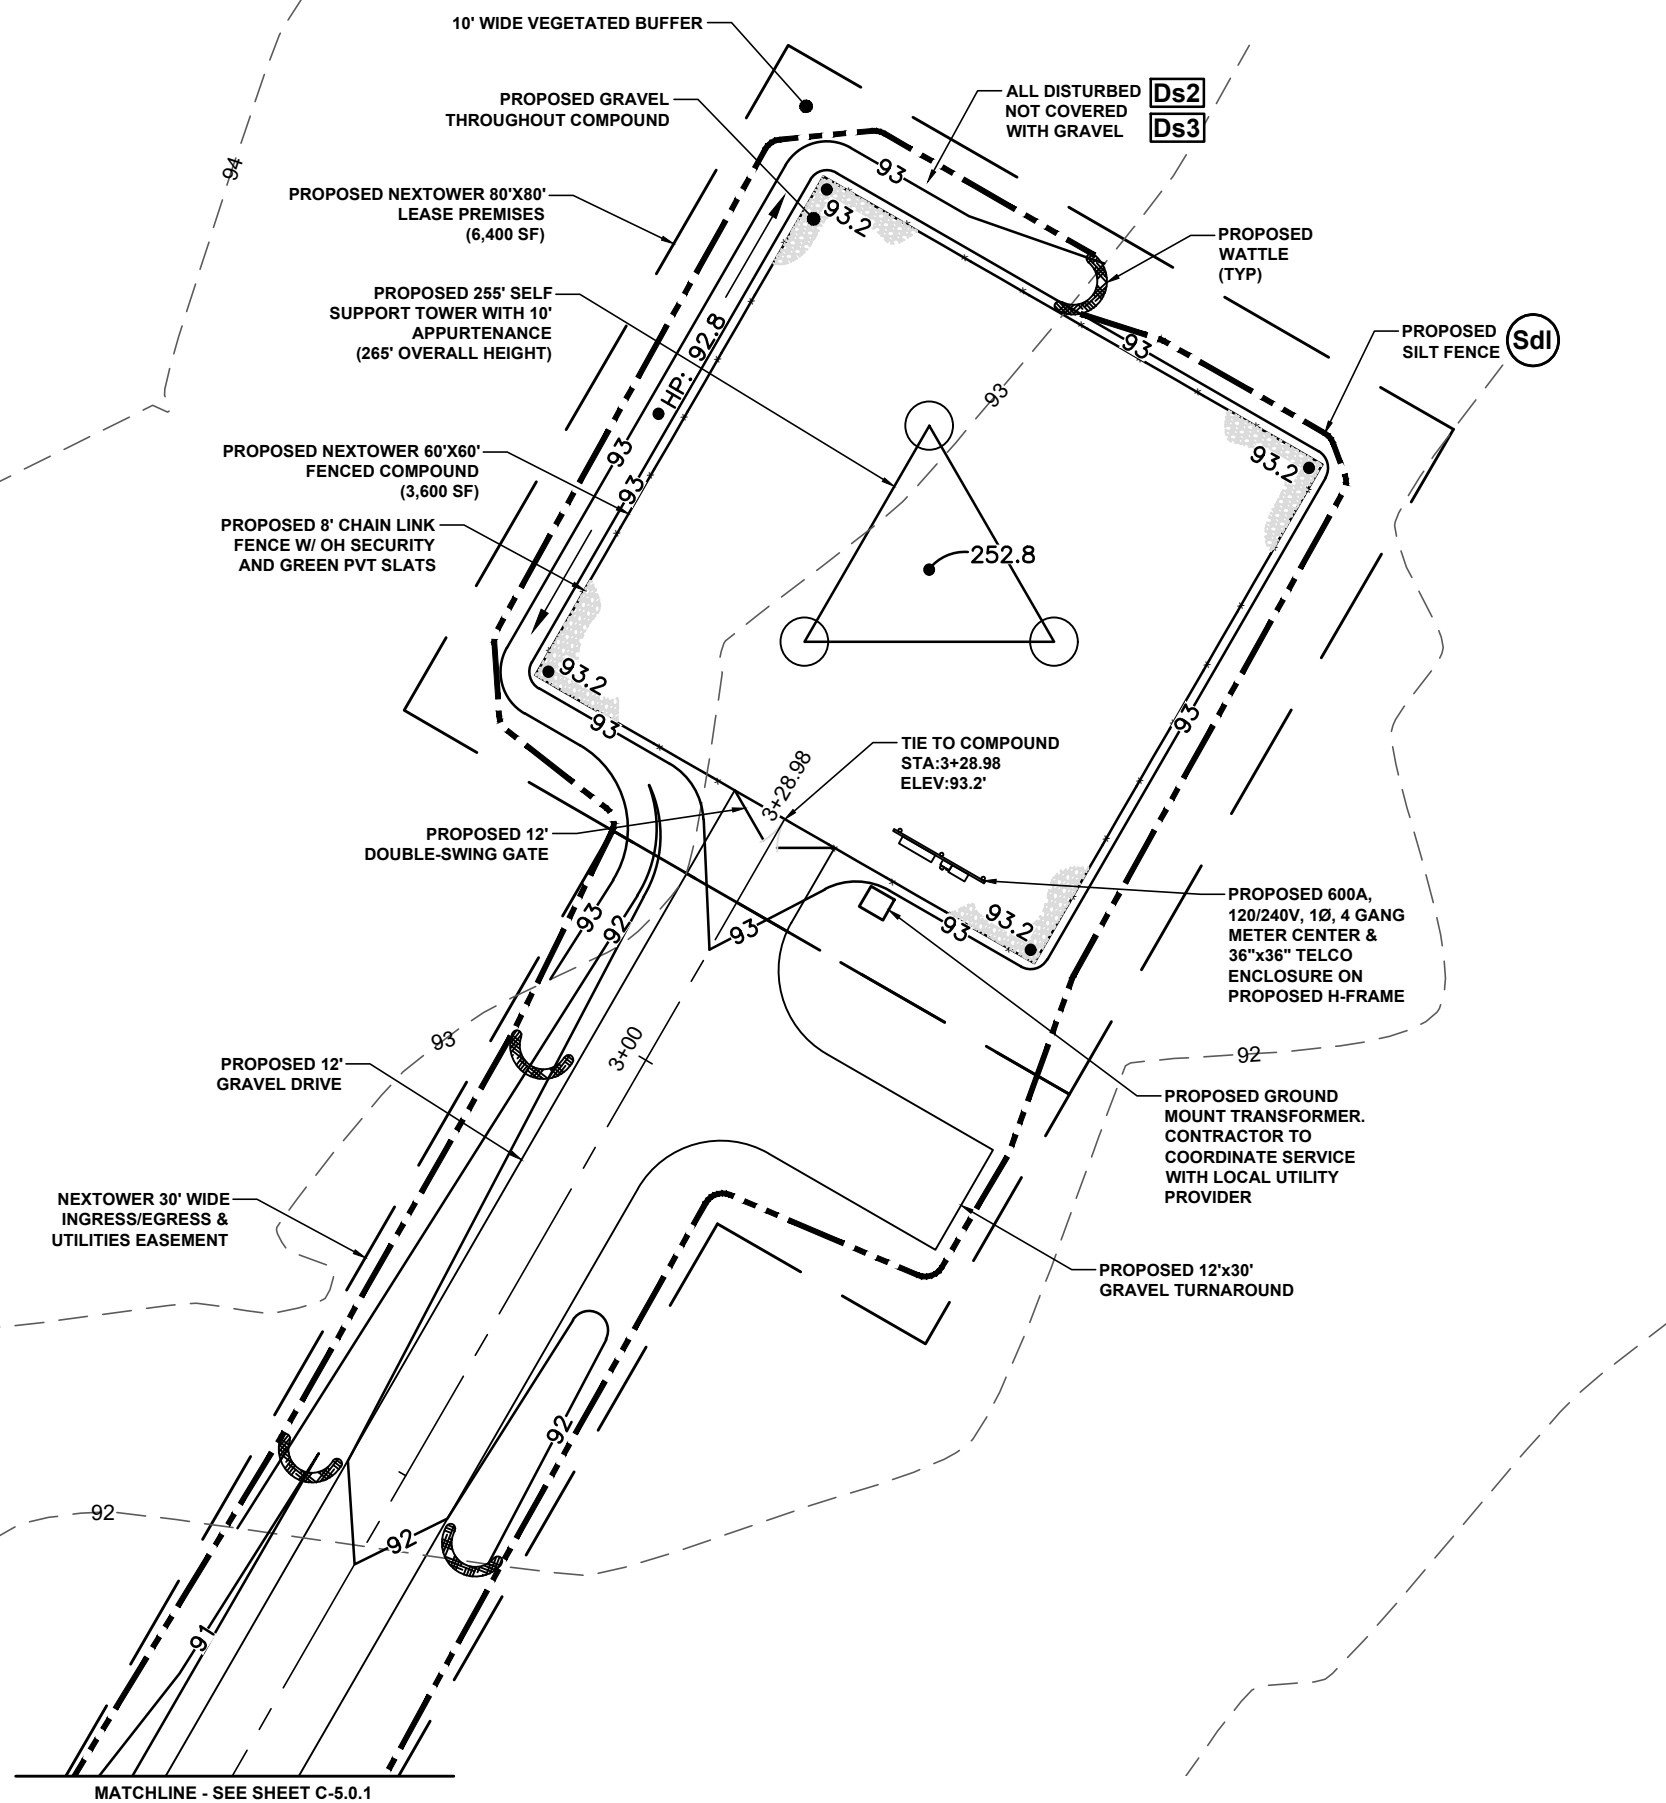 10' WIDE VEGETATED BUFFER
PROPOSED GRAVEL
THROUGHOUT COMPOUND
ALL DISTURBED
NOT COVERED
WITH GRAVEL
Ds2
Ds3
94
93
PROPOSED NEXTOWER 80'X80'
LEASE PREMISES
(6,400 SF)
93.2
PROPOSED
WATTLE
(TYP)
PROPOSED 255' SELF
SUPPORT TOWER WITH 10'
APPURTENANCE
(265' OVERALL HEIGHT)
HP: 92.8
93
PROPOSED
SILT FENCE
Sdl
93
93
PROPOSED NEXTOWER 60'X60'
FENCED COMPOUND
(3,600 SF)
93
93.2
PROPOSED 8' CHAIN LINK
FENCE W/ OH SECURITY
AND GREEN PVT SLATS
252.8
93.2
93
93
TIE TO COMPOUND
STA:3+28.98
ELEV:93.2'
3+28.98
PROPOSED 12'
DOUBLE-SWING GATE
PROPOSED 600A,
120/240V, 1Ø, 4 GANG
METER CENTER &
36"x36" TELCO
ENCLOSURE ON
PROPOSED H-FRAME
93
92
93
93
93.2
93
3+00
92
PROPOSED 12'
GRAVEL DRIVE
PROPOSED GROUND
MOUNT TRANSFORMER.
CONTRACTOR TO
COORDINATE SERVICE
WITH LOCAL UTILITY
PROVIDER
NEXTOWER 30' WIDE
INGRESS/EGRESS &
UTILITIES EASEMENT
PROPOSED 12'x30'
GRAVEL TURNAROUND
92
92
92
91
MATCHLINE - SEE SHEET C-5.0.1